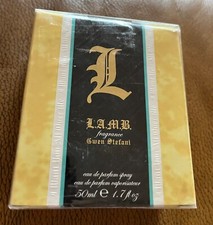 L
L.A.M.B.
fragrance
Gwen Stefani
eau de parfum spray
eau de parfum vaporisateur
50ml e 1.7 fl oz